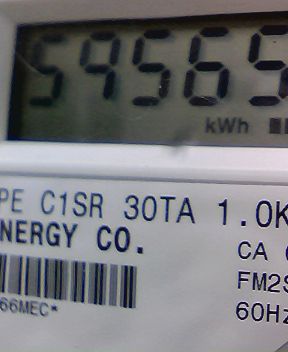 59565
kWh
PE C1SR 30TA 1.0K
NERGY CO.
CA
FM2S
66MEC*
60Hz